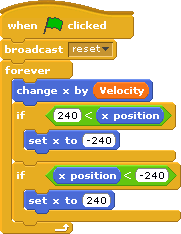 when clicked
broadcast reset
forever
change x by Velocity
if 240 < x position
set x to -240
if x position < -240
set x to 240